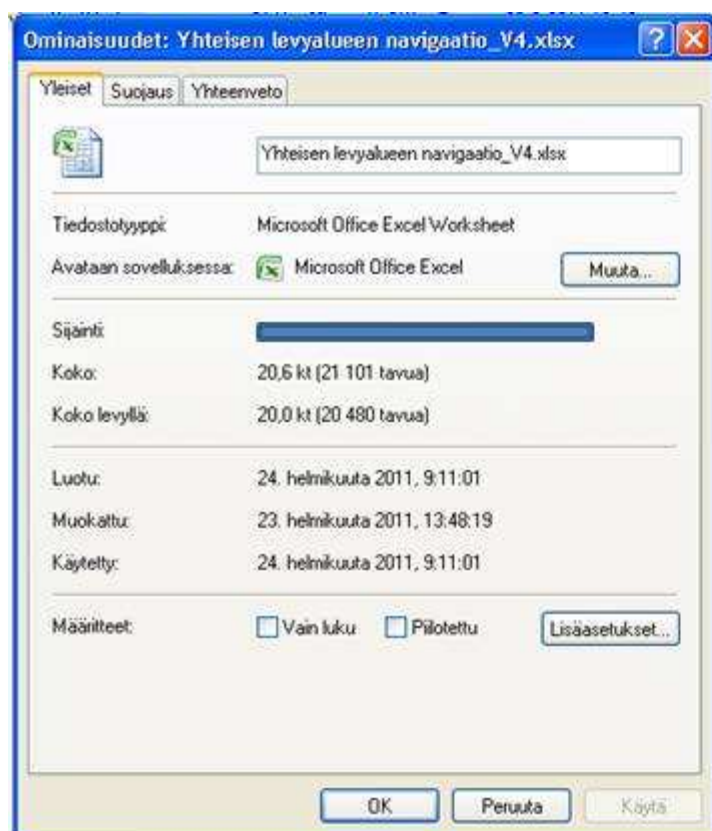 Ominaisuudet: Yhteisen levyalueen navigaatio_V4.xlsx
Yleiset Suojaus Yhteenveto
Yhteisen levyalueen navigaatio_V4.xlsx
Tiedostotyyppi: Microsoft Office Excel Worksheet
Avataan sovelluksessa: Microsoft Office Excel Muuta...
Sijainti:
Koko: 20,6 kt (21 101 tavua)
Koko levyllä: 20,0 kt (20 480 tavua)
Luotu: 24. helmikuuta 2011, 9:11:01
Muokattu: 23. helmikuuta 2011, 13:48:19
Käytetty: 24. helmikuuta 2011, 9:11:01
Määritteet: Vain luku Piilotettu Lisäasetukset...
OK Peruuta Käytä